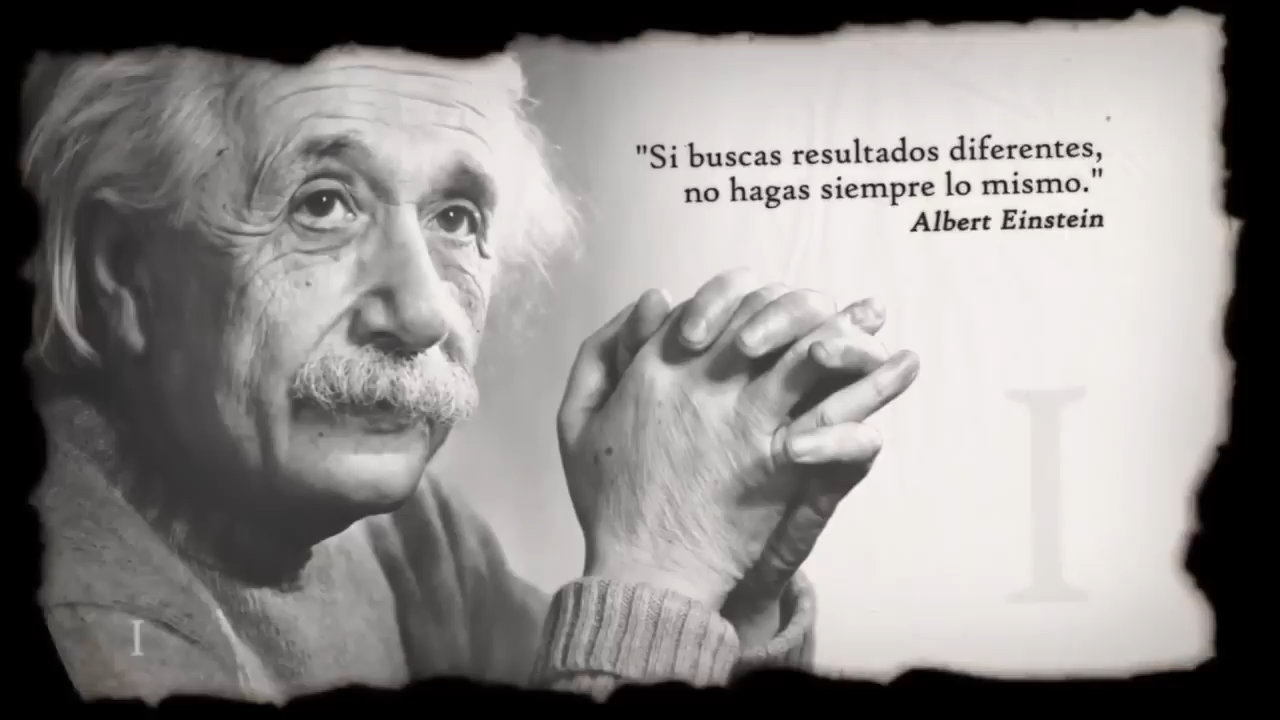 "Si buscas resultados diferentes,
no hagas siempre lo mismo."
Albert Einstein
I
I